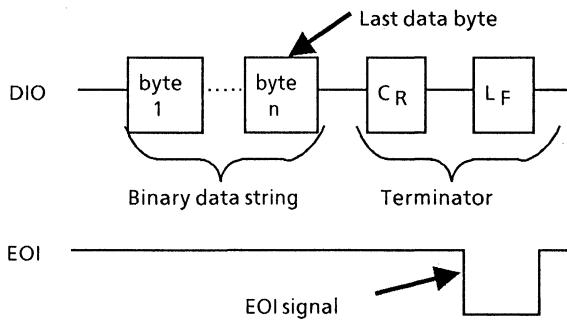 Last data byte
DIO
byte 1
byte n
CR
LF
Binary data string
Terminator
EOI
EOI signal